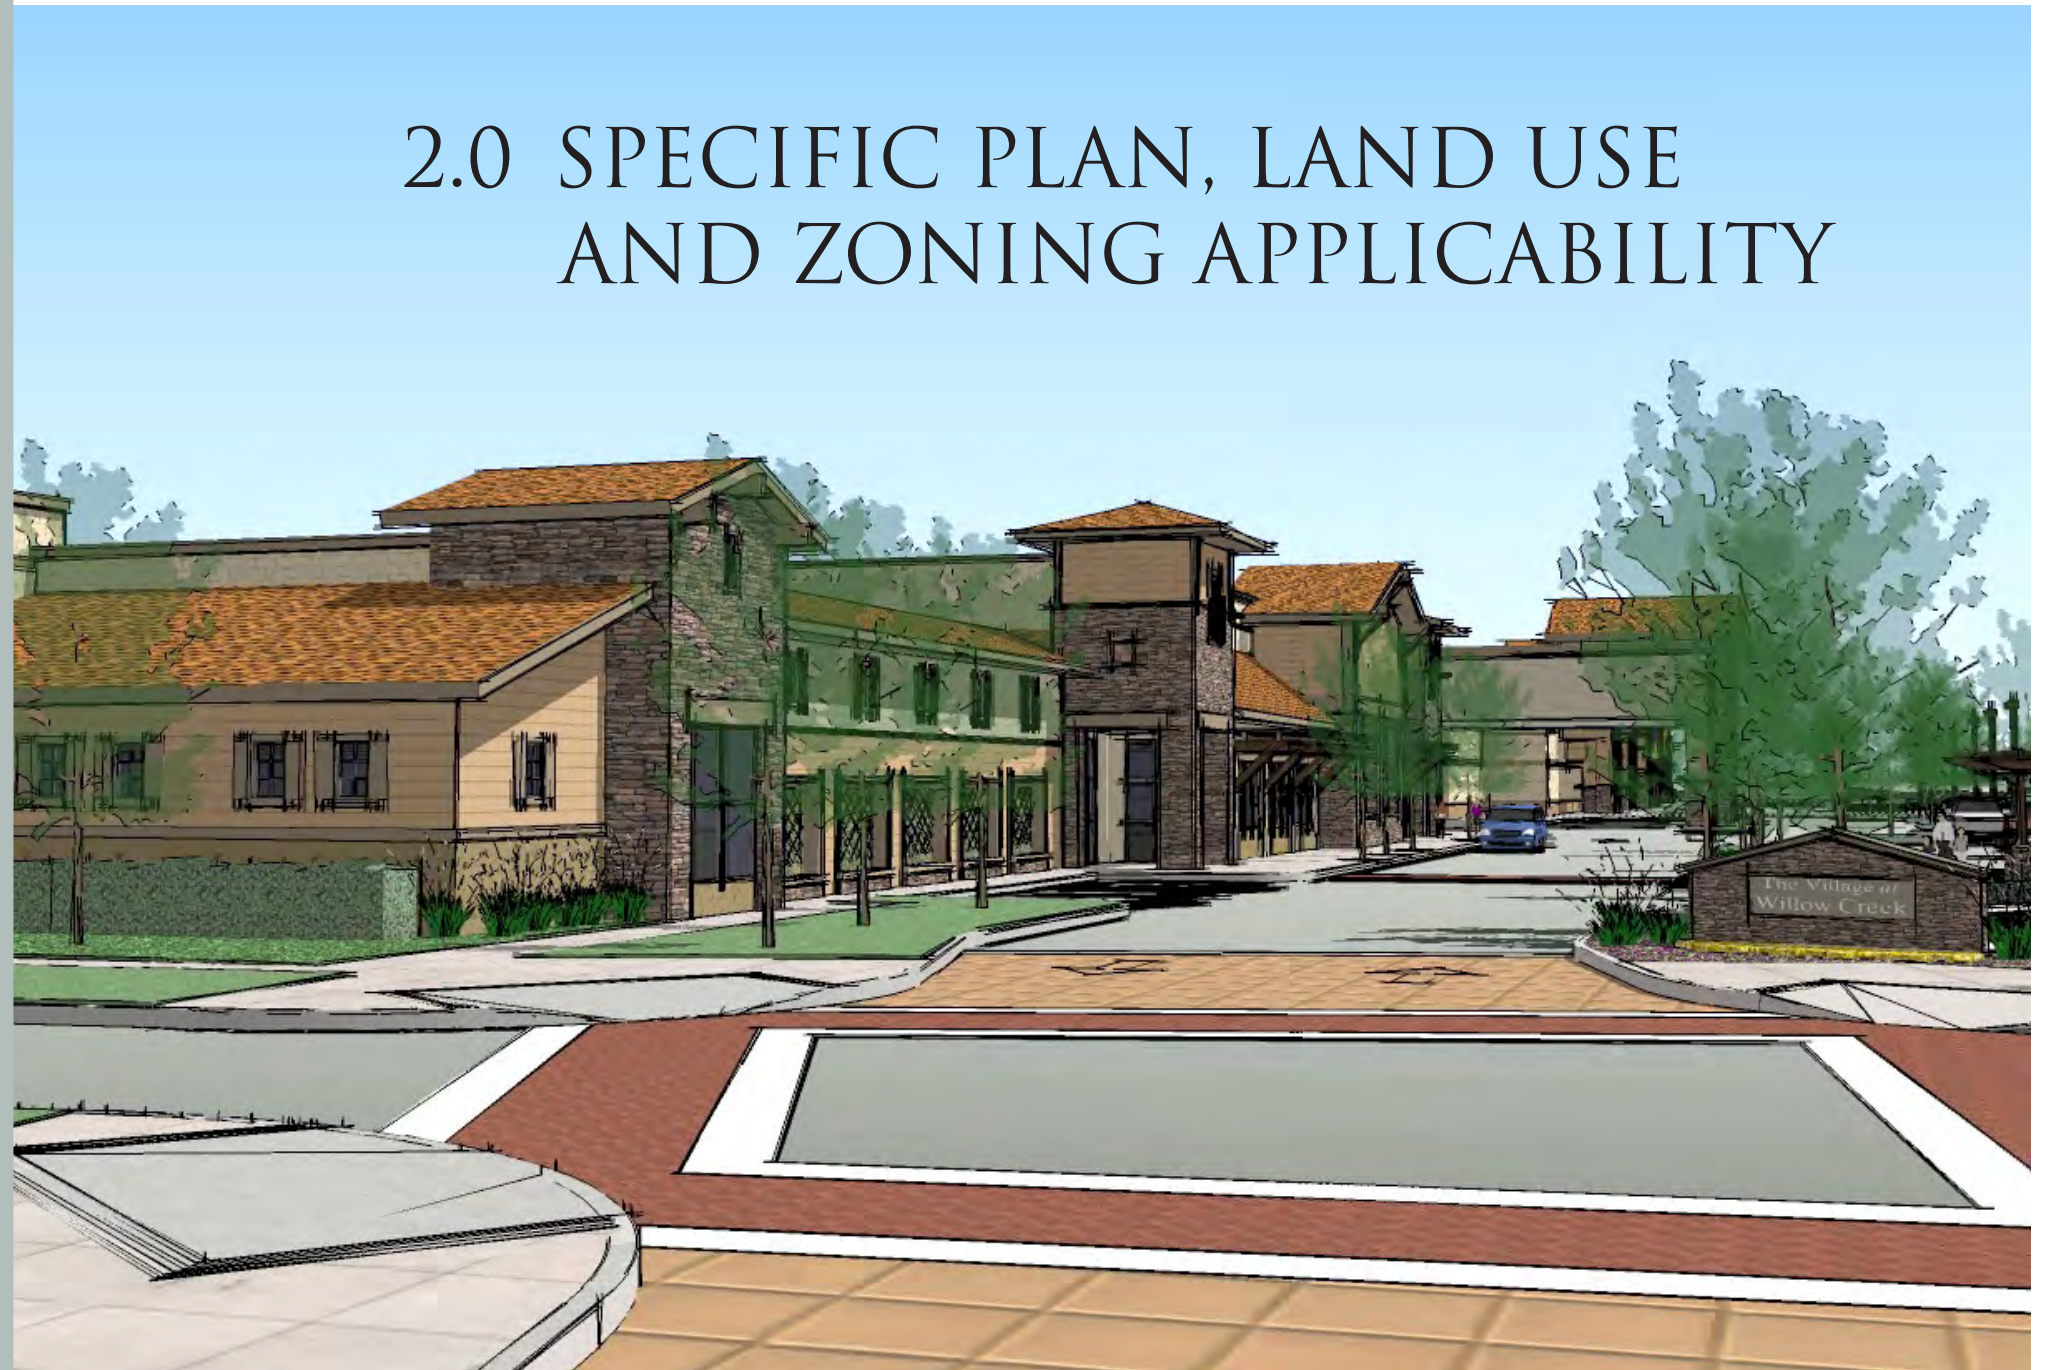 2.0 SPECIFIC PLAN, LAND USE
AND ZONING APPLICABILITY
The Village at
Willow Creek